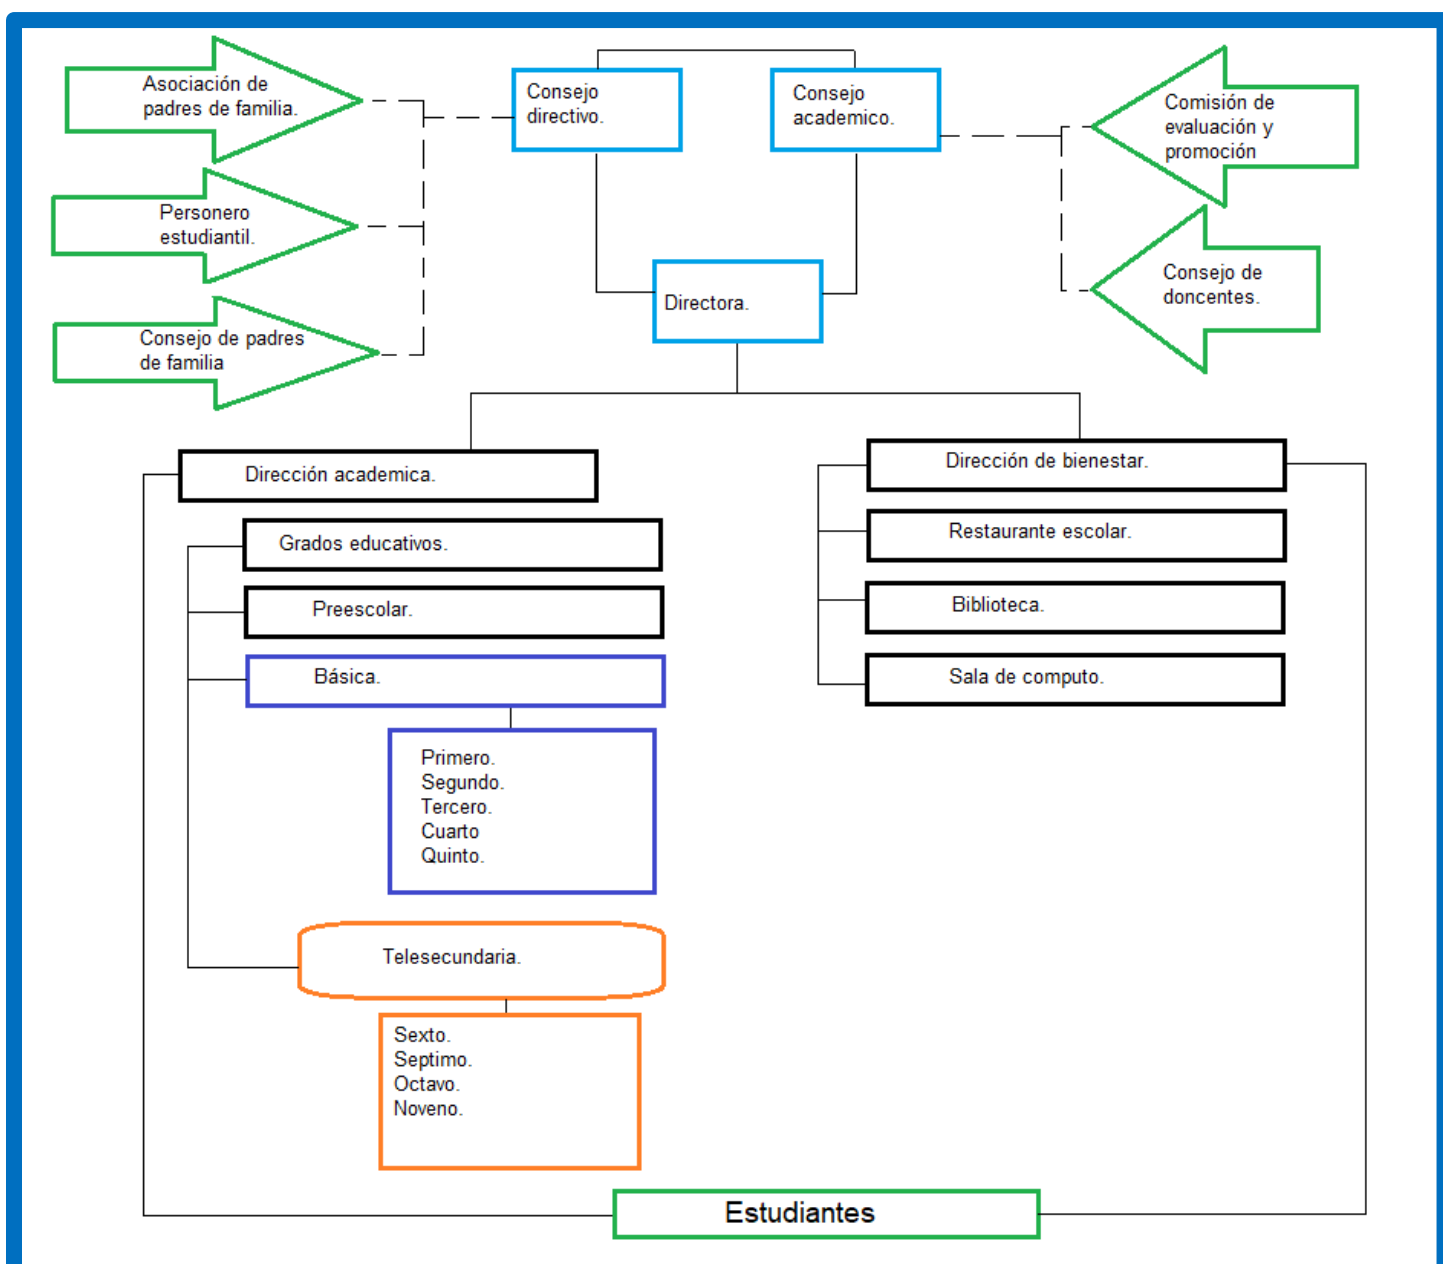 Asociación de
padres de familia.
Consejo
directivo.
Consejo
academico.
Comisión de
evaluación y
promoción
Personero
estudiantil.
Consejo de
doncentes.
Directora.
Consejo de padres
de familia
Dirección academica.
Grados educativos.
Preescolar.
Básica.
Primero.
Segundo.
Tercero.
Cuarto
Quinto.
Telesecundaria.
Sexto.
Septimo.
Octavo.
Noveno.
Dirección de bienestar.
Restaurante escolar.
Biblioteca.
Sala de computo.
Estudiantes